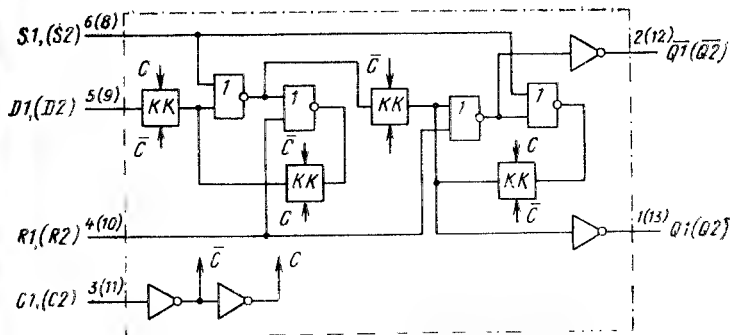 S1,(S2) 6(8)
2(12) Q̅1̅(Q̅2̅)
C
C̅
D1,(D2) 5(9)
KK
1
1
KK
1
1
C̅
C̅
C
KK
KK
C
C
C̅
R1,(R2) 4(10)
1(13) Q1(Q2)
C̅
C
C1,(C2) 3(11)